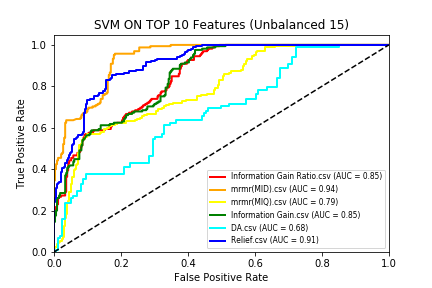 SVM ON TOP 10 Features (Unbalanced 15)
True Positive Rate
1.0
0.8
0.6
0.4
0.2
0.0
Information Gain Ratio.csv (AUC = 0.85)
mrmr(MID).csv (AUC = 0.94)
mrmr(MIQ).csv (AUC = 0.79)
Information Gain.csv (AUC = 0.85)
DA.csv (AUC = 0.68)
Relief.csv (AUC = 0.91)
0.0 0.2 0.4 0.6 0.8 1.0
False Positive Rate